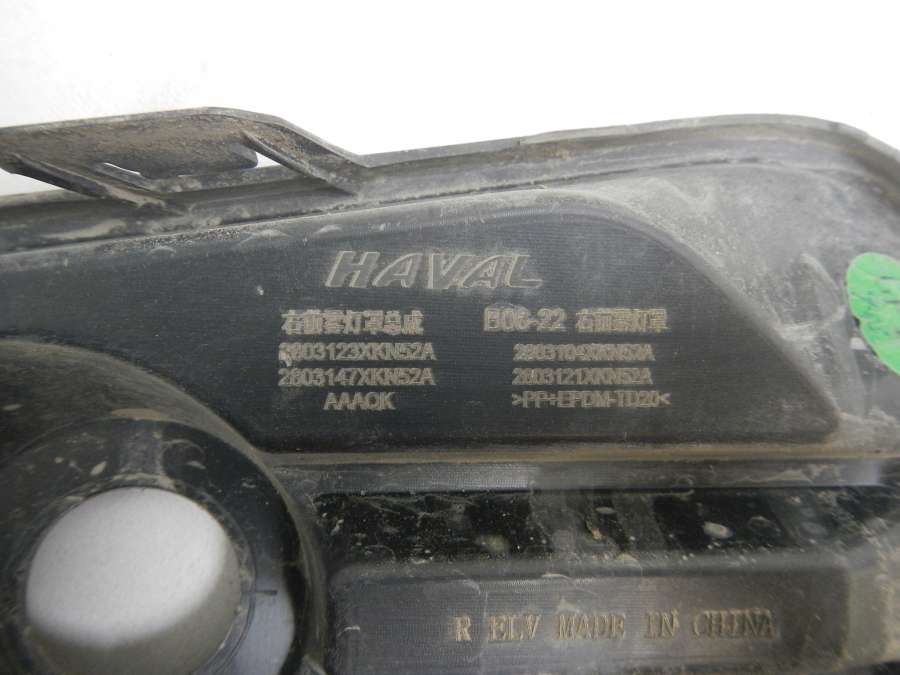 HAVAL
右前雾灯罩总成
2803123XKN52A
2803147XKN52A
AAAOK
B06-22 右前雾灯罩
2803104XKN52A
2803121XKN52A
>PP+EPDM-TD20<
R ELV MADE IN CHINA